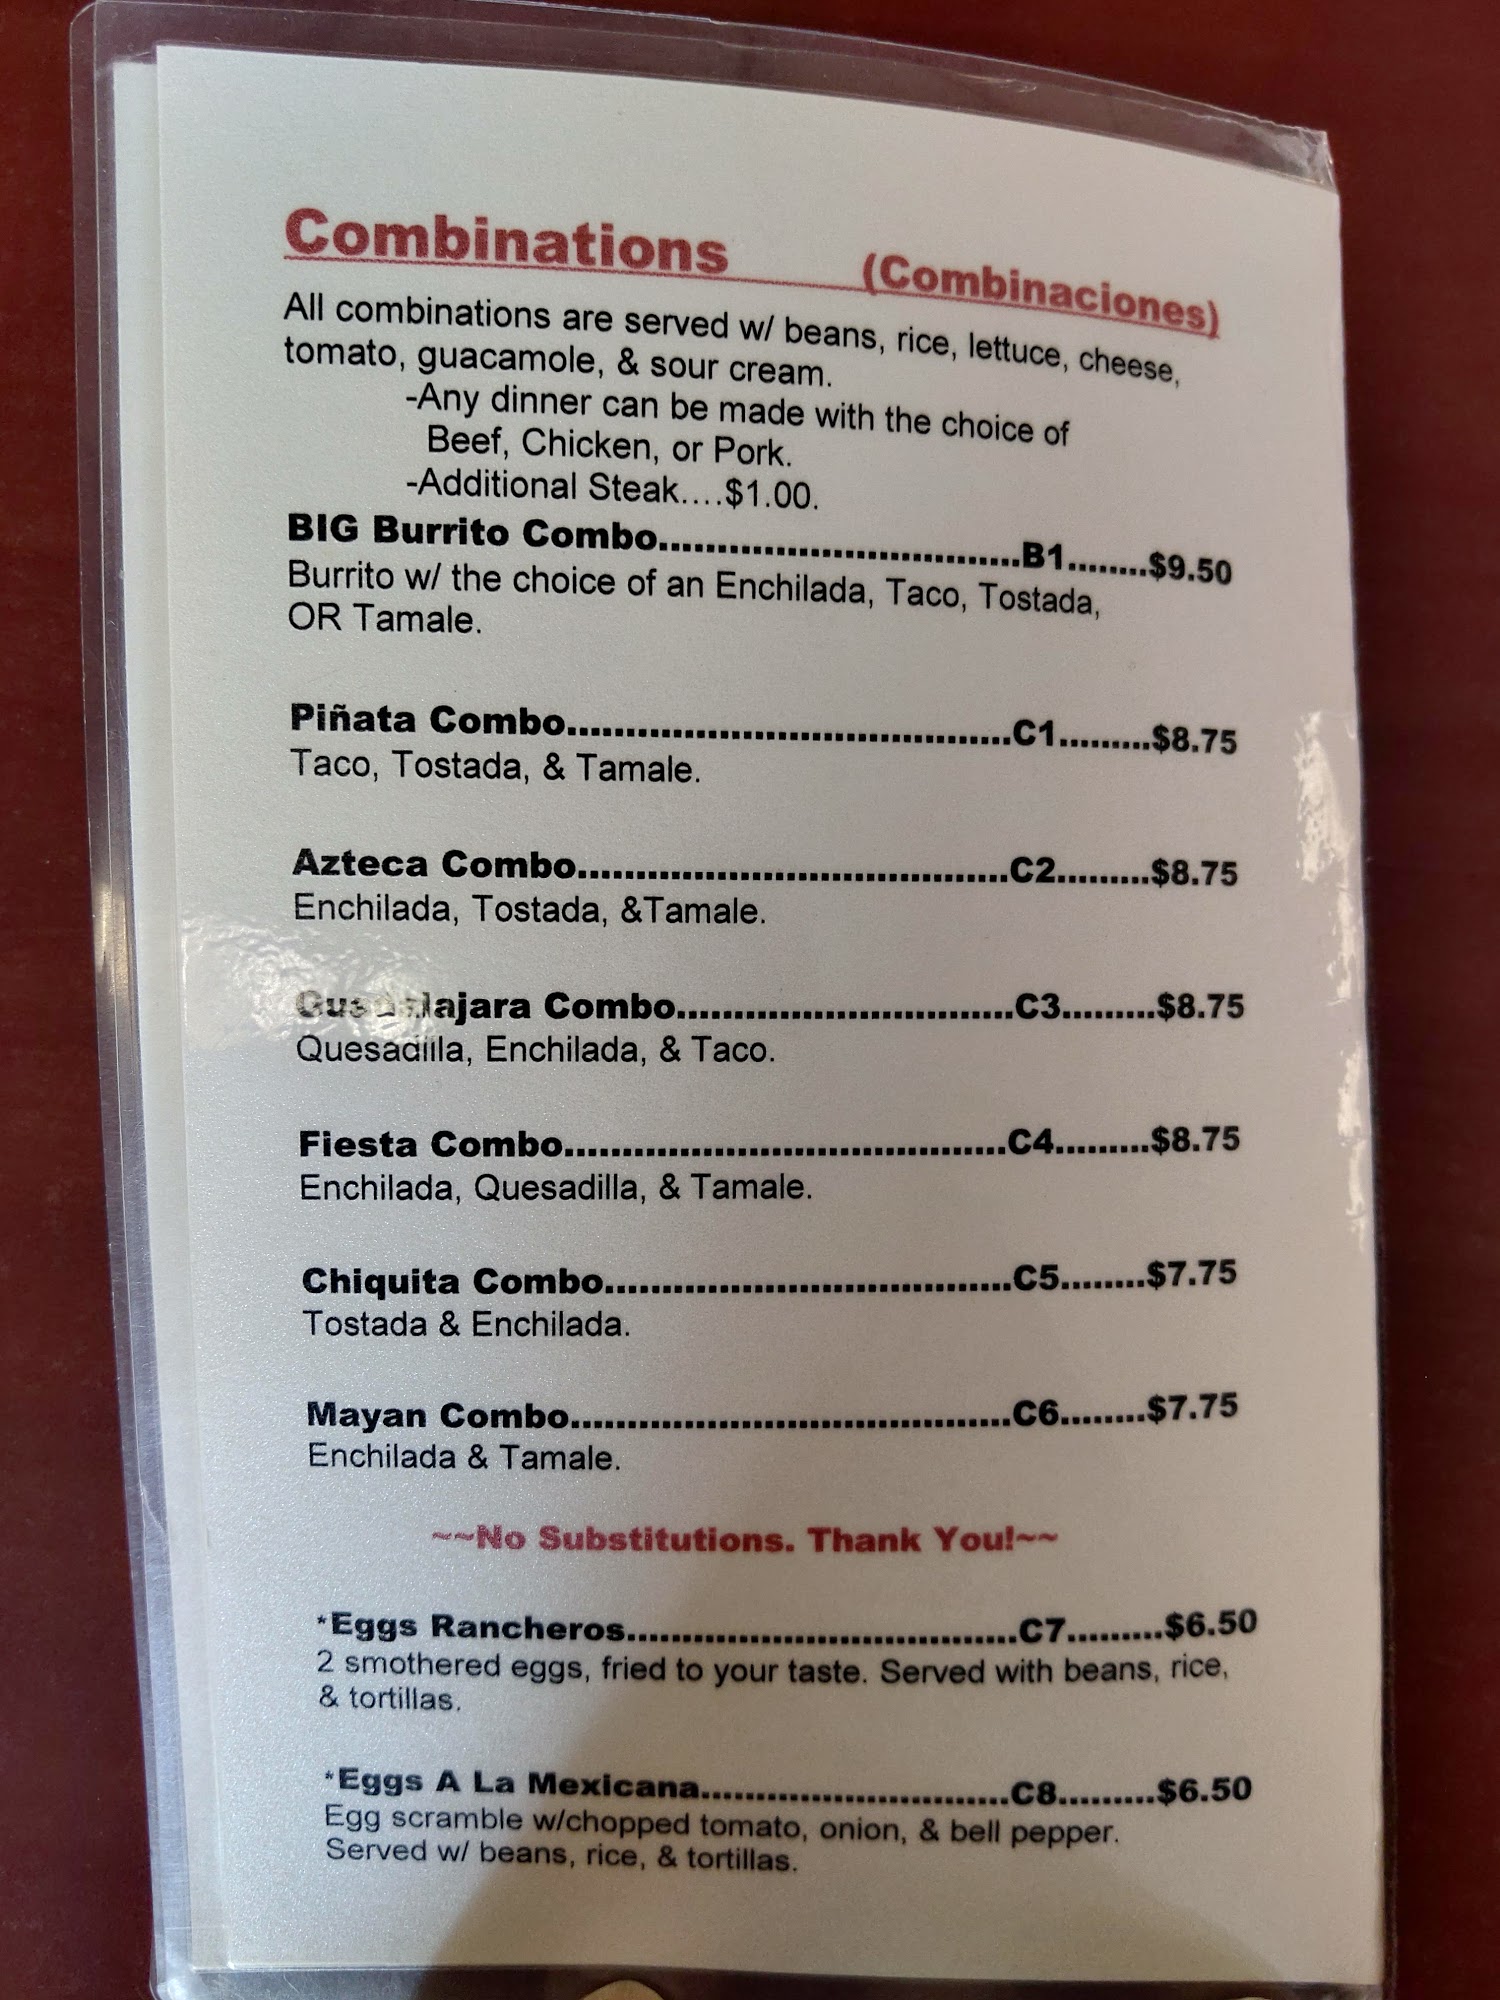 Combinations (Combinaciones)
All combinations are served w/ beans, rice, lettuce, cheese,
tomato, guacamole, & sour cream.
-Any dinner can be made with the choice of
Beef, Chicken, or Pork.
-Additional Steak....$1.00.
BIG Burrito Combo...............................B1........$9.50
Burrito w/ the choice of an Enchilada, Taco, Tostada,
OR Tamale.
Piñata Combo......................................C1.........$8.75
Taco, Tostada, & Tamale.
Azteca Combo.....................................C2.........$8.75
Enchilada, Tostada, &Tamale.
Guadalajara Combo.............................C3.........$8.75
Quesadilla, Enchilada, & Taco.
Fiesta Combo......................................C4.........$8.75
Enchilada, Quesadilla, & Tamale.
Chiquita Combo...................................C5........$7.75
Tostada & Enchilada.
Mayan Combo......................................C6........$7.75
Enchilada & Tamale.
~~No Substitutions. Thank You!~~
*Eggs Rancheros..................................C7.........$6.50
2 smothered eggs, fried to your taste. Served with beans, rice,
& tortillas.
*Eggs A La Mexicana...........................C8.........$6.50
Egg scramble w/chopped tomato, onion, & bell pepper.
Served w/ beans, rice, & tortillas.